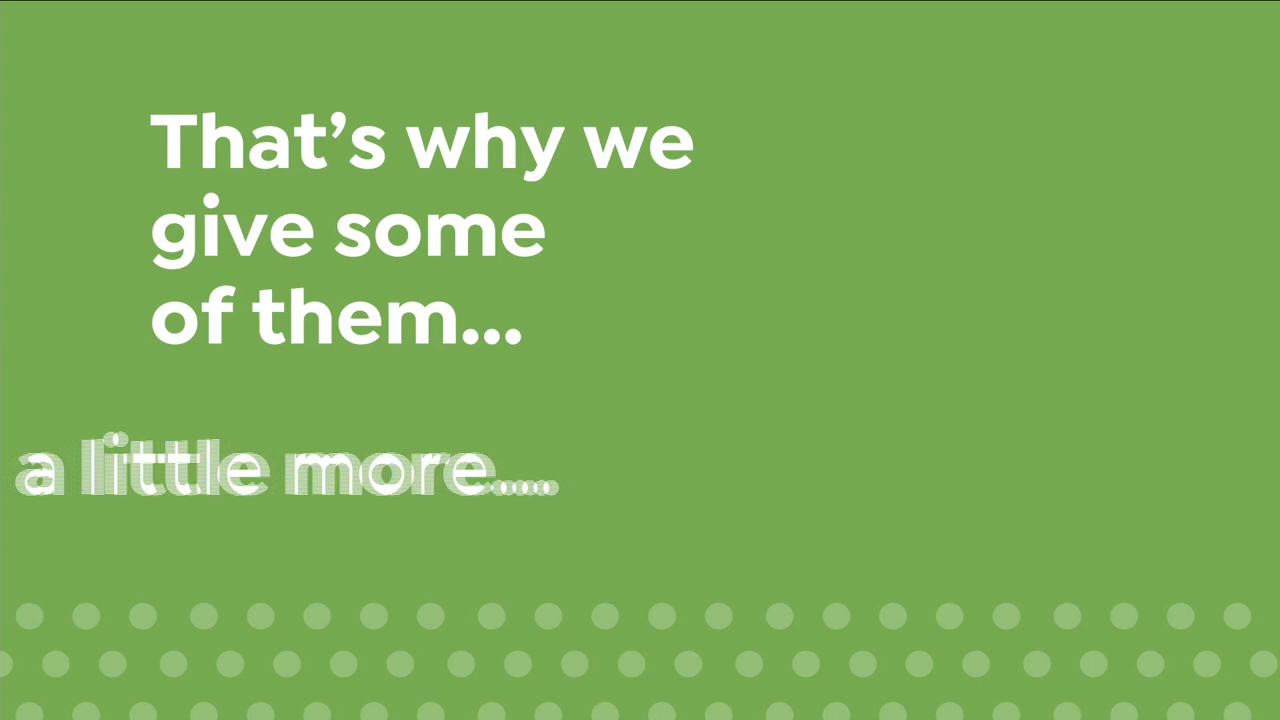 That’s why we
give some
of them...
a little more.....